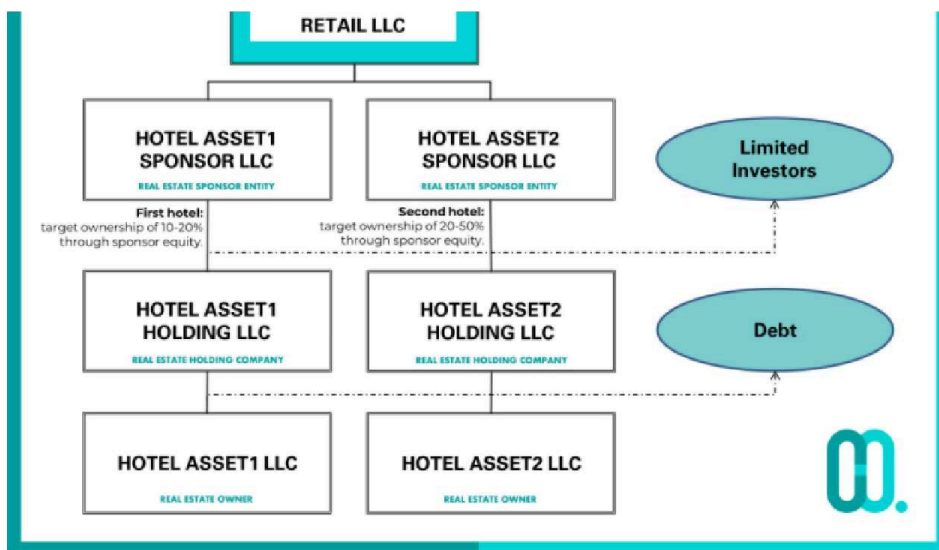 RETAIL LLC
HOTEL ASSET1
SPONSOR LLC
REAL ESTATE SPONSOR ENTITY
HOTEL ASSET2
SPONSOR LLC
REAL ESTATE SPONSOR ENTITY
Limited
Investors
First hotel:
target ownership of 10-20%
through sponsor equity.
Second hotel:
target ownership of 20-50%
through sponsor equity.
HOTEL ASSET1
HOLDING LLC
REAL ESTATE HOLDING COMPANY
HOTEL ASSET2
HOLDING LLC
REAL ESTATE HOLDING COMPANY
Debt
HOTEL ASSET1 LLC
REAL ESTATE OWNER
HOTEL ASSET2 LLC
REAL ESTATE OWNER